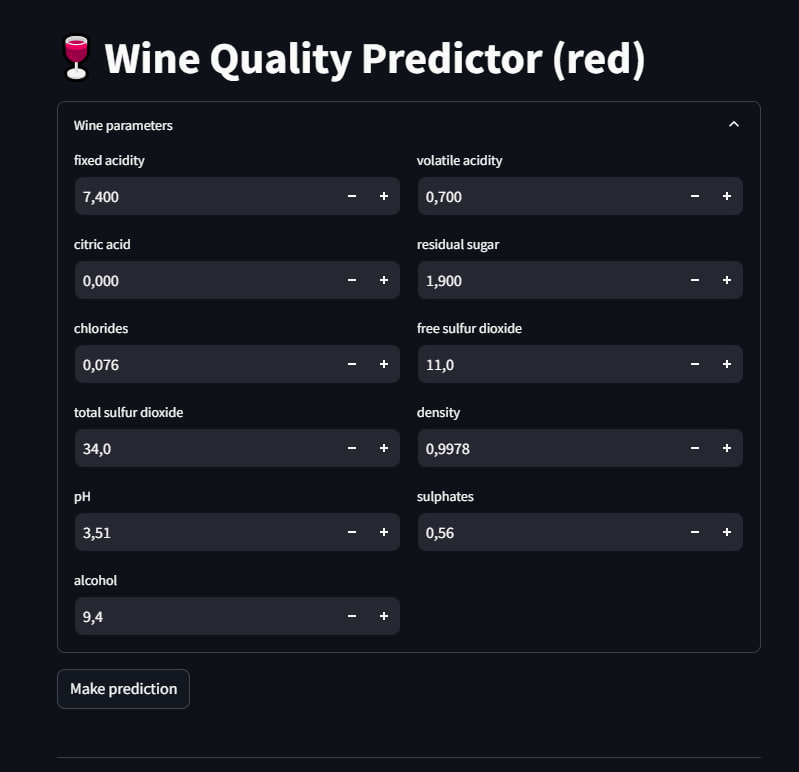 Wine Quality Predictor (red)
Wine parameters
fixed acidity
volatile acidity
7,400
0,700
citric acid
residual sugar
0,000
1,900
chlorides
free sulfur dioxide
0,076
11,0
total sulfur dioxide
density
34,0
0,9978
pH
sulphates
3,51
0,56
alcohol
9,4
Make prediction